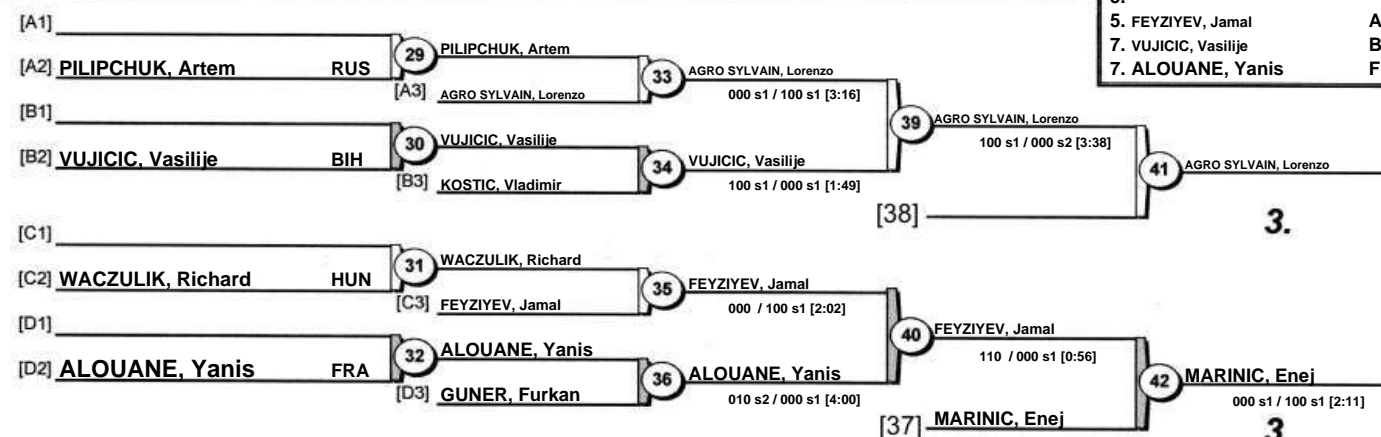 5. FEYZIYEV, Jamal A
7. VUJICIC, Vasilije B
7. ALOUANE, Yanis F
[A1]
[A2] PILIPCHUK, Artem RUS
29
PILIPCHUK, Artem
[A3] AGRO SYLVAIN, Lorenzo
33
AGRO SYLVAIN, Lorenzo
000 s1 / 100 s1 [3:16]
[B1]
[B2] VUJICIC, Vasilije BIH
30
VUJICIC, Vasilije
[B3] KOSTIC, Vladimir
34
VUJICIC, Vasilije
100 s1 / 000 s1 [1:49]
39
AGRO SYLVAIN, Lorenzo
100 s1 / 000 s2 [3:38]
[38]
41
AGRO SYLVAIN, Lorenzo
3.
[C1]
[C2] WACZULIK, Richard HUN
31
WACZULIK, Richard
[C3] FEYZIYEV, Jamal
35
FEYZIYEV, Jamal
000 / 100 s1 [2:02]
[D1]
[D2] ALOUANE, Yanis FRA
32
ALOUANE, Yanis
[D3] GUNER, Furkan
36
ALOUANE, Yanis
010 s2 / 000 s1 [4:00]
40
FEYZIYEV, Jamal
110 / 000 s1 [0:56]
[37] MARINIC, Enej
42
MARINIC, Enej
000 s1 / 100 s1 [2:11]
3